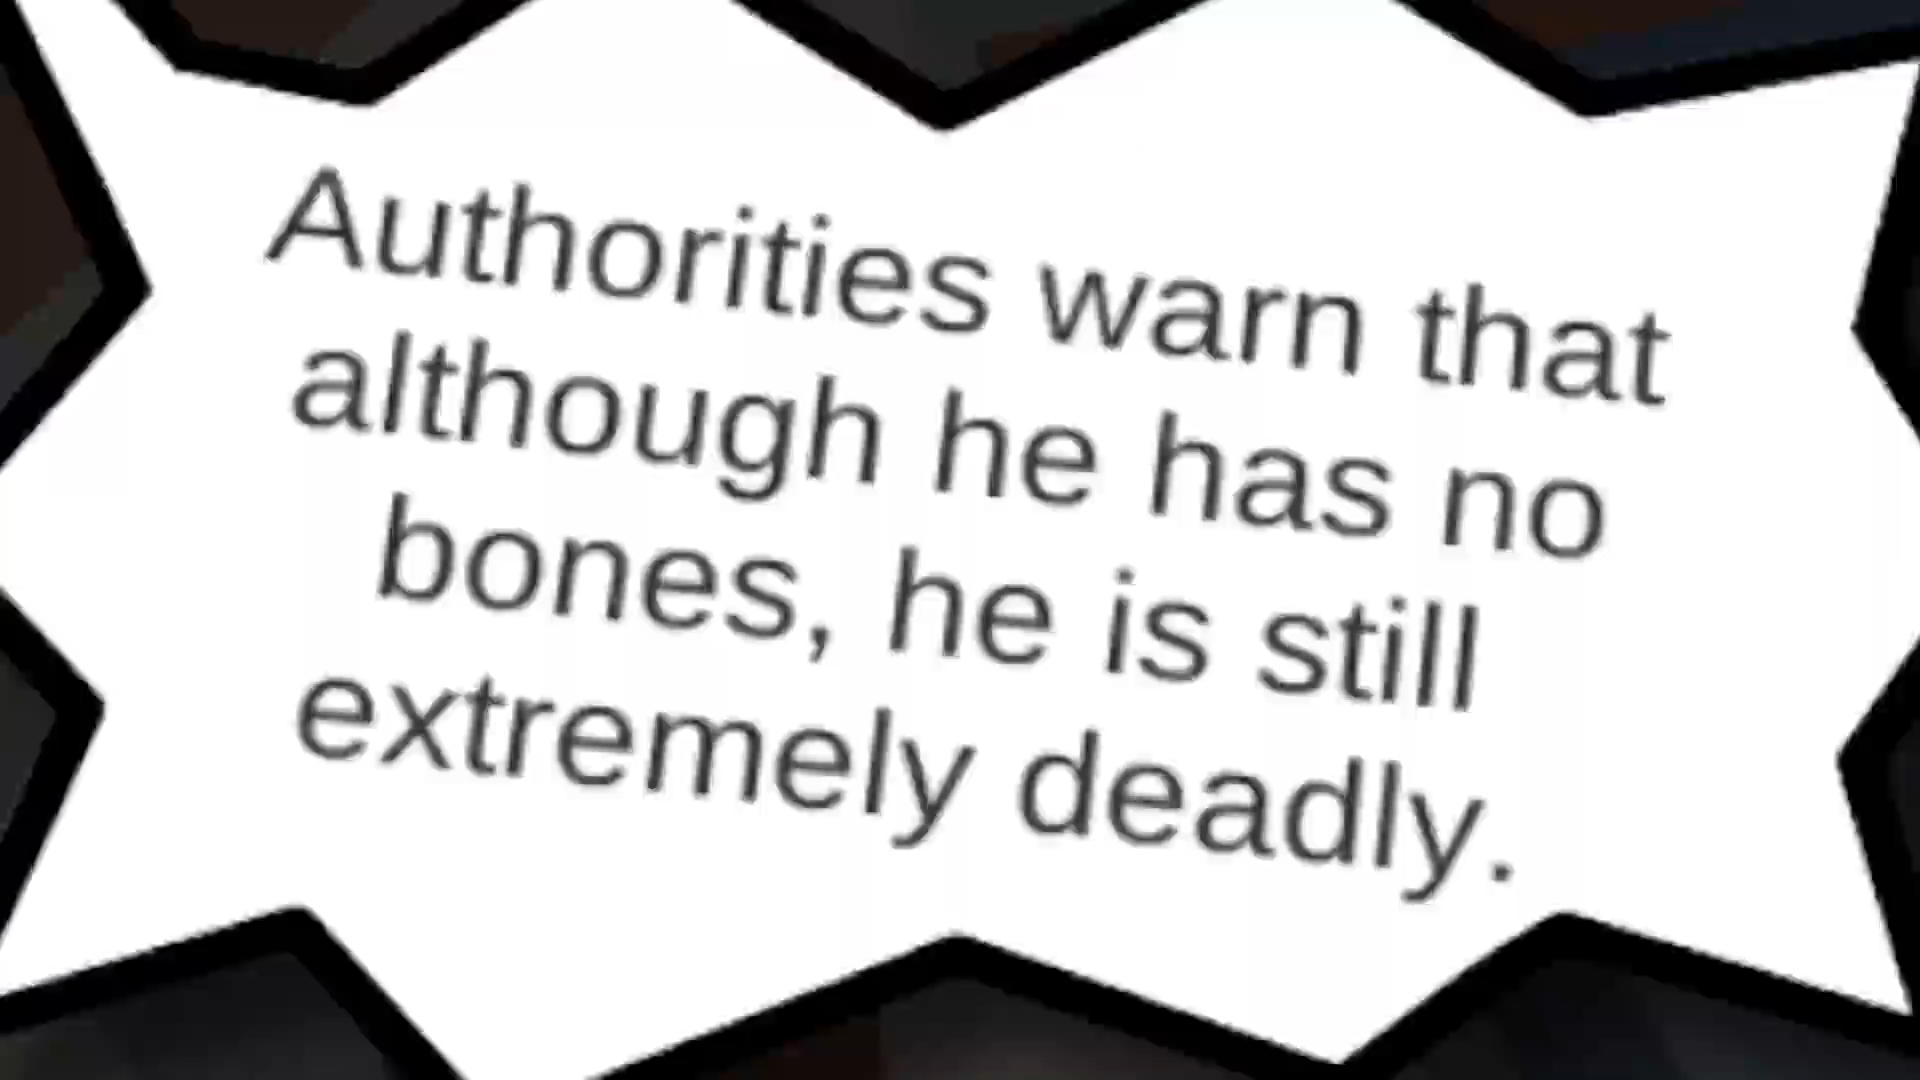 Authorities warn that
although he has no
bones, he is still
extremely deadly.